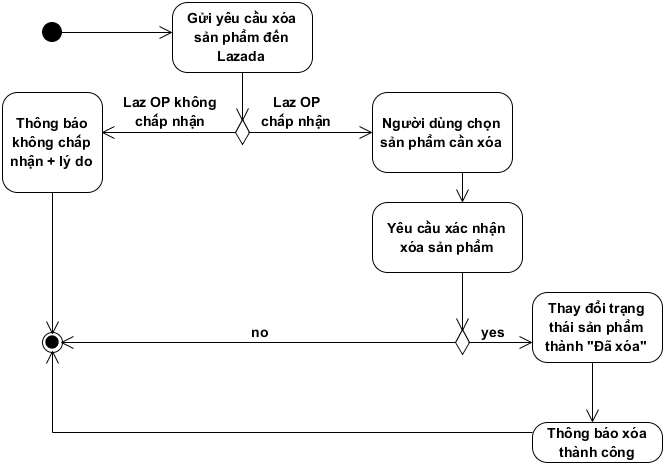 Gửi yêu cầu xóa
sản phẩm đến
Lazada
Laz OP không
chấp nhận
Laz OP
chấp nhận
Thông báo
không chấp
nhận + lý do
Người dùng chọn
sản phẩm cần xóa
Yêu cầu xác nhận
xóa sản phẩm
no
yes
Thay đổi trạng
thái sản phẩm
thành "Đã xóa"
Thông báo xóa
thành công